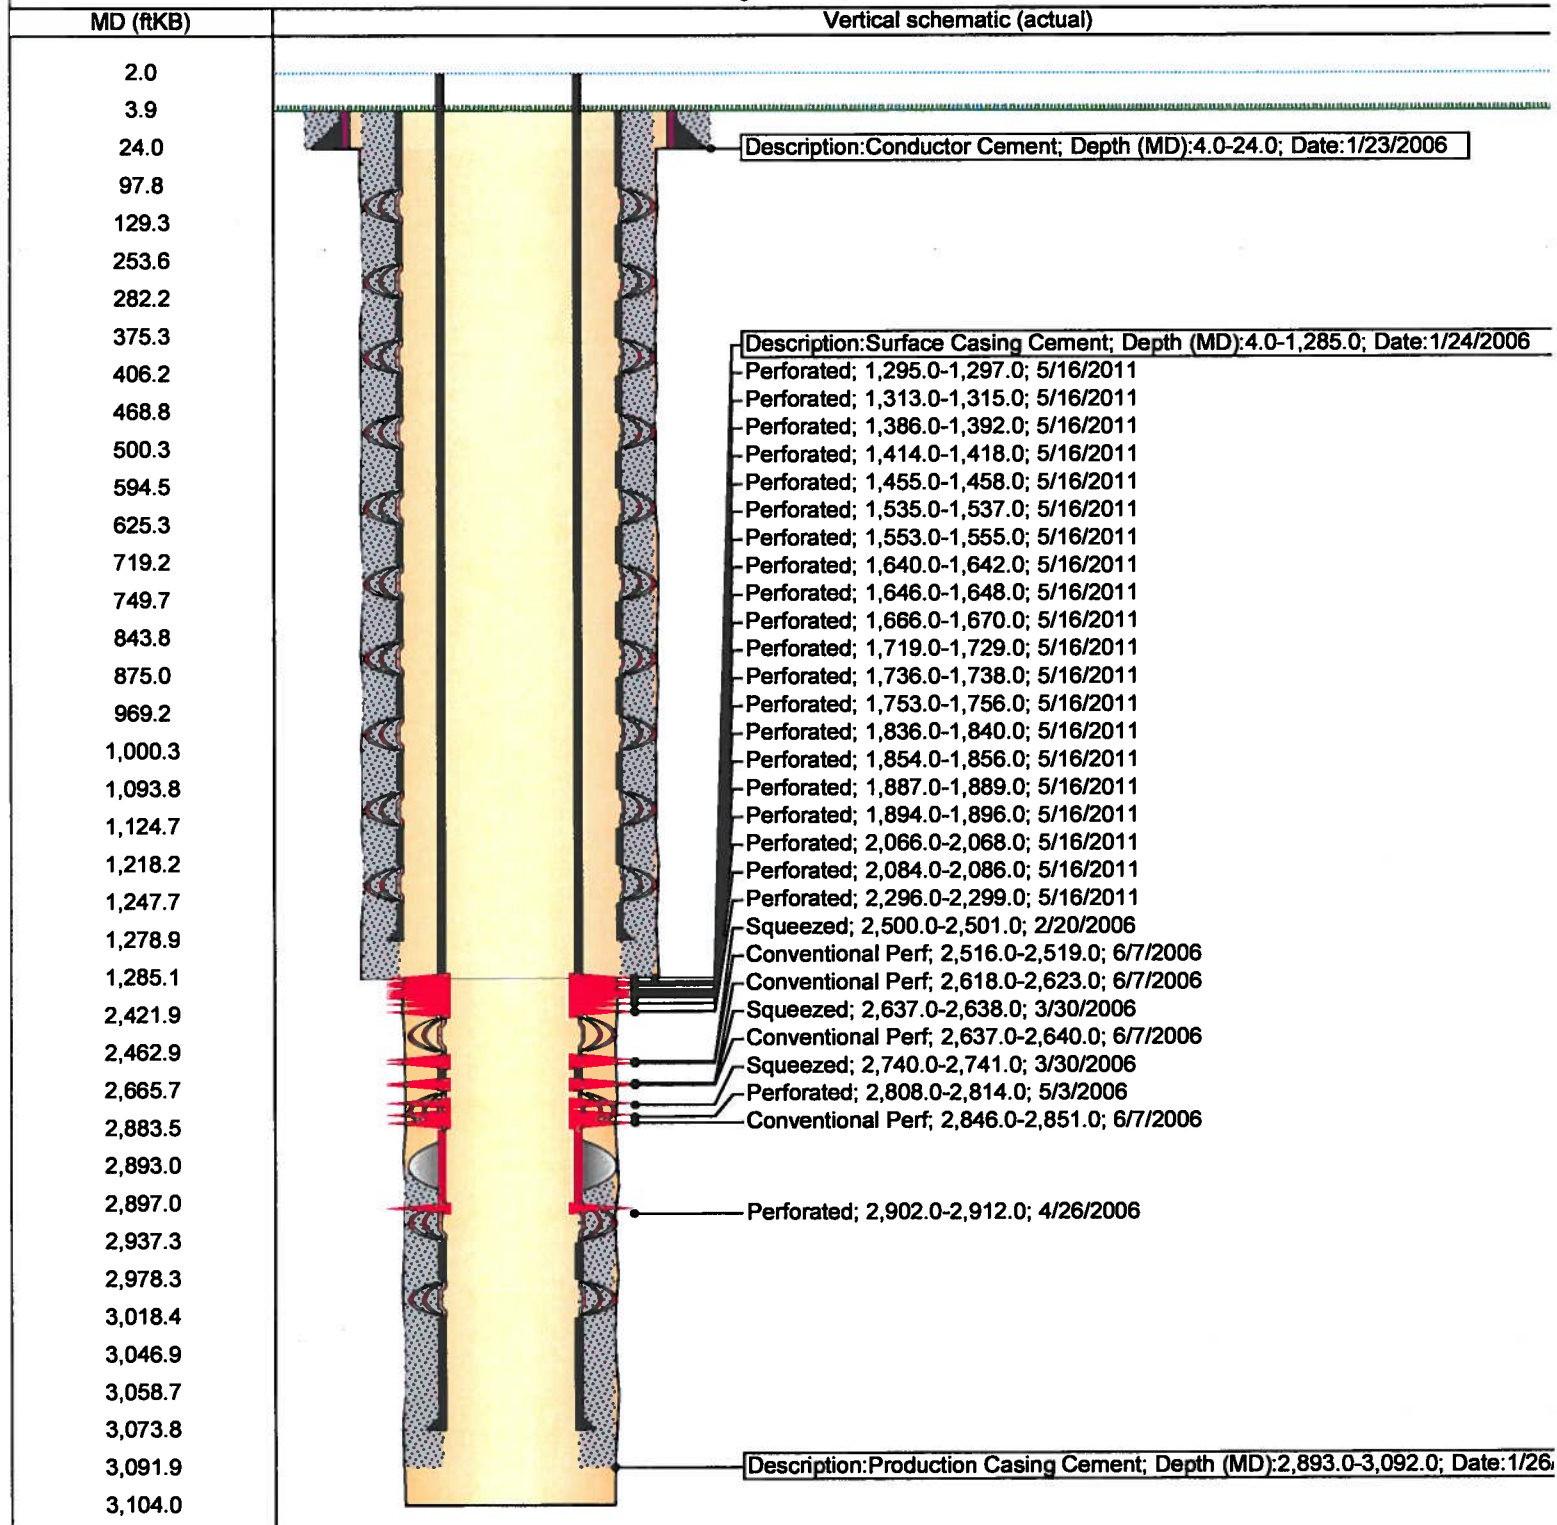 MD (ftKB)
Vertical schematic (actual)
2.0
3.9
24.0
97.8
129.3
253.6
282.2
375.3
406.2
468.8
500.3
594.5
625.3
719.2
749.7
843.8
875.0
969.2
1,000.3
1,093.8
1,124.7
1,218.2
1,247.7
1,278.9
1,285.1
2,421.9
2,462.9
2,665.7
2,883.5
2,893.0
2,897.0
2,937.3
2,978.3
3,018.4
3,046.9
3,058.7
3,073.8
3,091.9
3,104.0
Description:Conductor Cement; Depth (MD):4.0-24.0; Date:1/23/2006
Description:Surface Casing Cement; Depth (MD):4.0-1,285.0; Date:1/24/2006
Perforated; 1,295.0-1,297.0; 5/16/2011
Perforated; 1,313.0-1,315.0; 5/16/2011
Perforated; 1,386.0-1,392.0; 5/16/2011
Perforated; 1,414.0-1,418.0; 5/16/2011
Perforated; 1,455.0-1,458.0; 5/16/2011
Perforated; 1,535.0-1,537.0; 5/16/2011
Perforated; 1,553.0-1,555.0; 5/16/2011
Perforated; 1,640.0-1,642.0; 5/16/2011
Perforated; 1,646.0-1,648.0; 5/16/2011
Perforated; 1,666.0-1,670.0; 5/16/2011
Perforated; 1,719.0-1,729.0; 5/16/2011
Perforated; 1,736.0-1,738.0; 5/16/2011
Perforated; 1,753.0-1,756.0; 5/16/2011
Perforated; 1,836.0-1,840.0; 5/16/2011
Perforated; 1,854.0-1,856.0; 5/16/2011
Perforated; 1,887.0-1,889.0; 5/16/2011
Perforated; 1,894.0-1,896.0; 5/16/2011
Perforated; 2,066.0-2,068.0; 5/16/2011
Perforated; 2,084.0-2,086.0; 5/16/2011
Perforated; 2,296.0-2,299.0; 5/16/2011
Squeezed; 2,500.0-2,501.0; 2/20/2006
Conventional Perf; 2,516.0-2,519.0; 6/7/2006
Conventional Perf; 2,618.0-2,623.0; 6/7/2006
Squeezed; 2,637.0-2,638.0; 3/30/2006
Conventional Perf; 2,637.0-2,640.0; 6/7/2006
Squeezed; 2,740.0-2,741.0; 3/30/2006
Perforated; 2,808.0-2,814.0; 5/3/2006
Conventional Perf; 2,846.0-2,851.0; 6/7/2006
Perforated; 2,902.0-2,912.0; 4/26/2006
Description:Production Casing Cement; Depth (MD):2,893.0-3,092.0; Date:1/26/